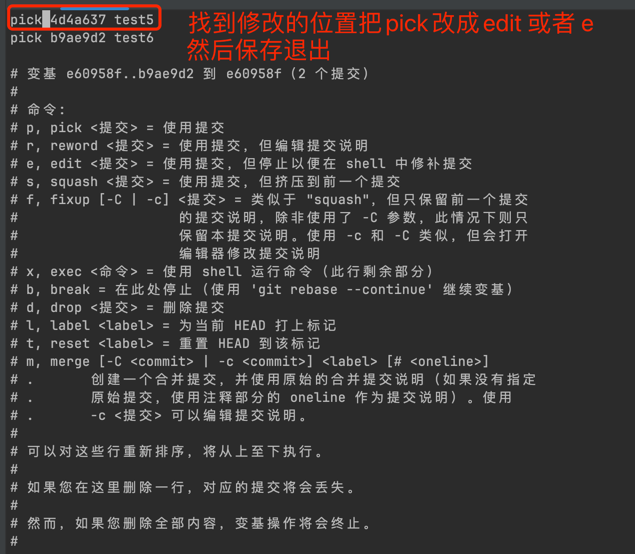 pick 4d4a637 test5
找到修改的位置把pick改成edit 或者 e
然后保存退出
pick b9ae9d2 test6
# 变基 e60958f..b9ae9d2 到 e60958f (2 个提交)
#
# 命令:
# p, pick <提交> = 使用提交
# r, reword <提交> = 使用提交，但编辑提交说明
# e, edit <提交> = 使用提交，但停止以便在 shell 中修补提交
# s, squash <提交> = 使用提交，但挤压到前一个提交
# f, fixup [-C | -c] <提交> = 类似于 "squash"，但只保留前一个提交
# 的提交说明，除非使用了 -C 参数，此情况下则只
# 保留本提交说明。使用 -c 和 -C 类似，但会打开
# 编辑器修改提交说明
# x, exec <命令> = 使用 shell 运行命令（此行剩余部分）
# b, break = 在此处停止（使用 'git rebase --continue' 继续变基）
# d, drop <提交> = 删除提交
# l, label <label> = 为当前 HEAD 打上标记
# t, reset <label> = 重置 HEAD 到该标记
# m, merge [-C <commit> | -c <commit>] <label> [# <oneline>]
# . 创建一个合并提交，并使用原始的合并提交说明（如果没有指定
# . 原始提交，使用注释部分的 oneline 作为提交说明）。使用
# . -c <提交> 可以编辑提交说明。
#
# 可以对这些行重新排序，将从上至下执行。
#
# 如果您在这里删除一行，对应的提交将会丢失。
#
# 然而，如果您删除全部内容，变基操作将会终止。
#